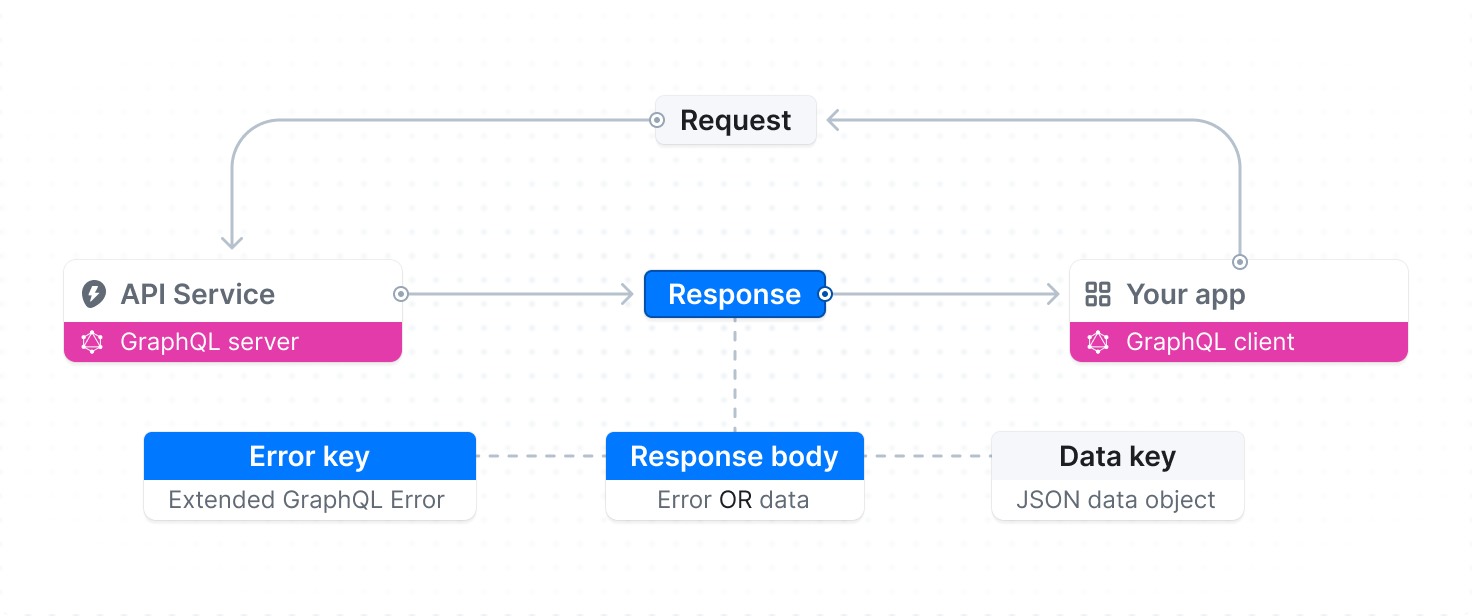 Request
API Service
GraphQL server
Response
Your app
GraphQL client
Error key
Extended GraphQL Error
Response body
Error OR data
Data key
JSON data object